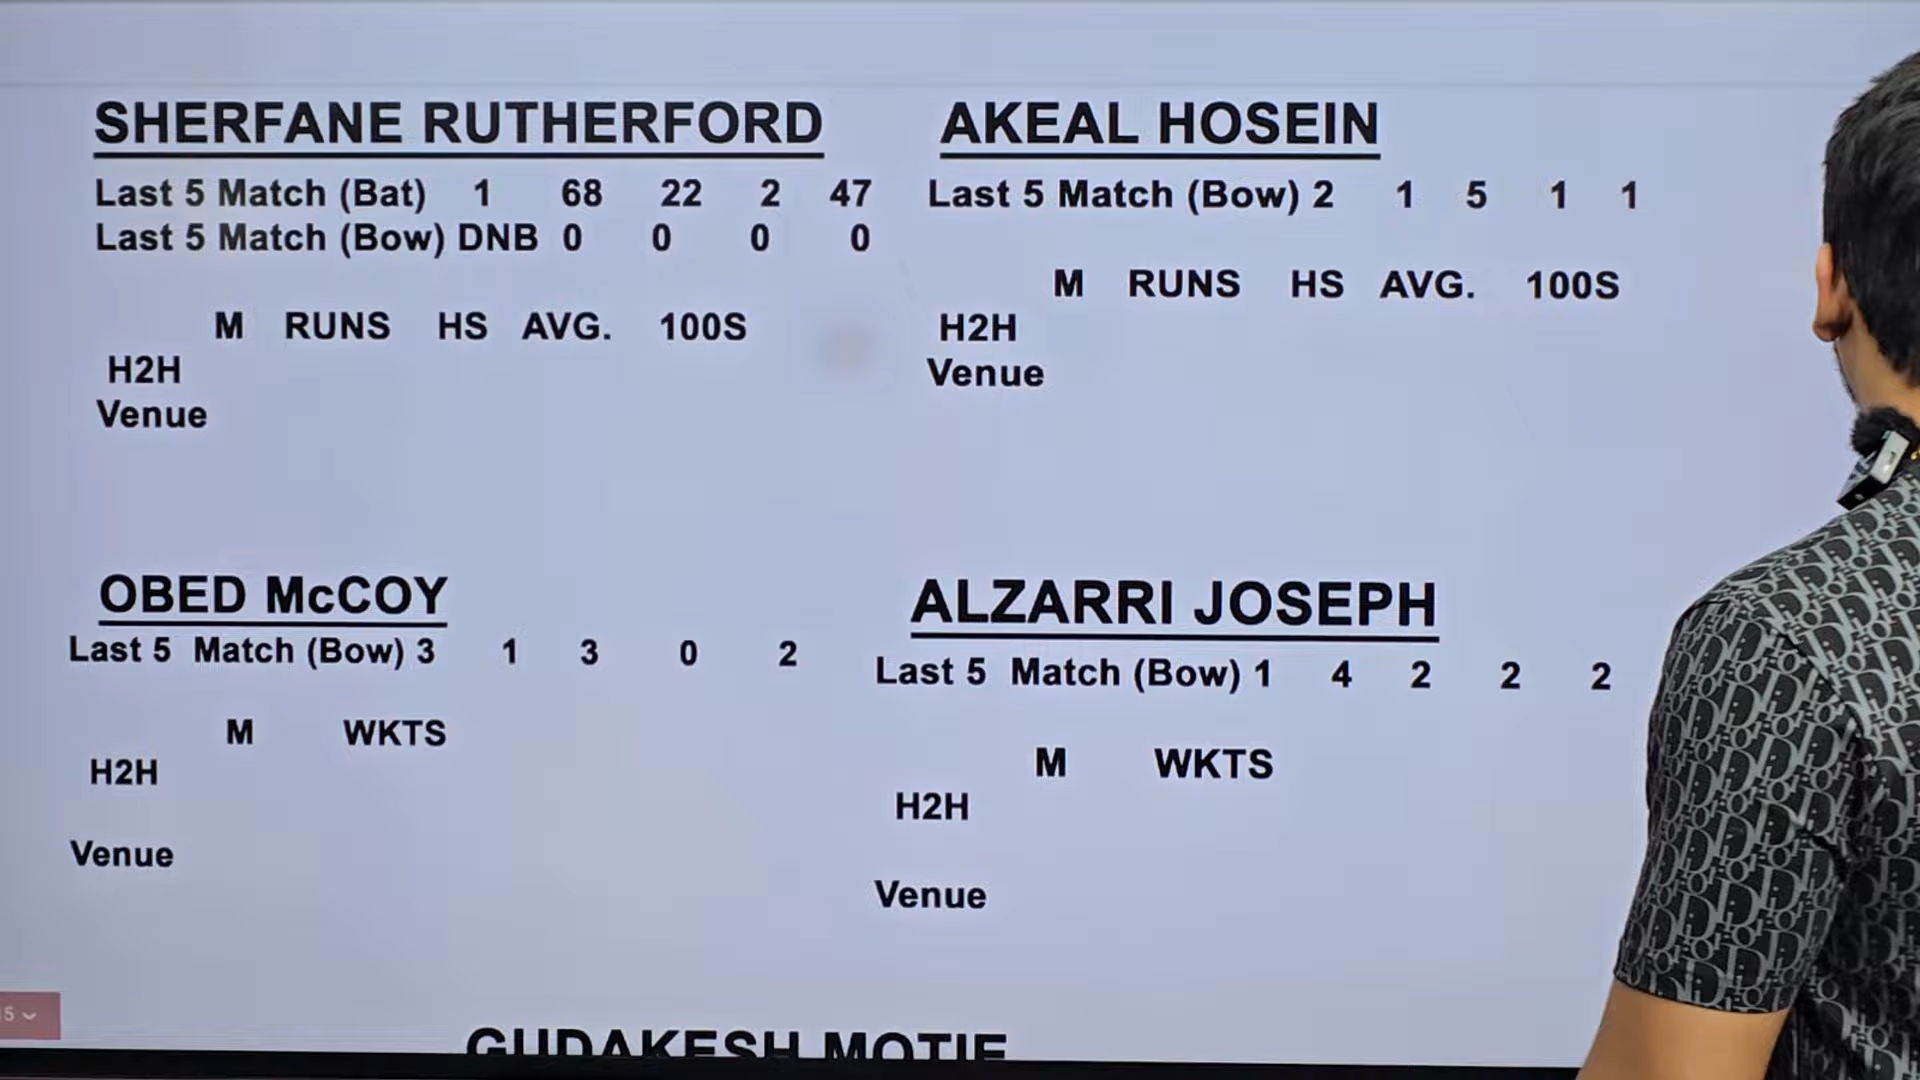 SHERFANE RUTHERFORD
Last 5 Match (Bat) 1 68 22 2 47
Last 5 Match (Bow) DNB 0 0 0 0
M RUNS HS AVG. 100S
H2H
Venue
AKEAL HOSEIN
Last 5 Match (Bow) 2 1 5 1 1
M RUNS HS AVG. 100S
H2H
Venue
OBED McCOY
Last 5 Match (Bow) 3 1 3 0 2
M WKTS
H2H
Venue
ALZARRI JOSEPH
Last 5 Match (Bow) 1 4 2 2 2
M WKTS
H2H
Venue
GUDAKESH MOTIE